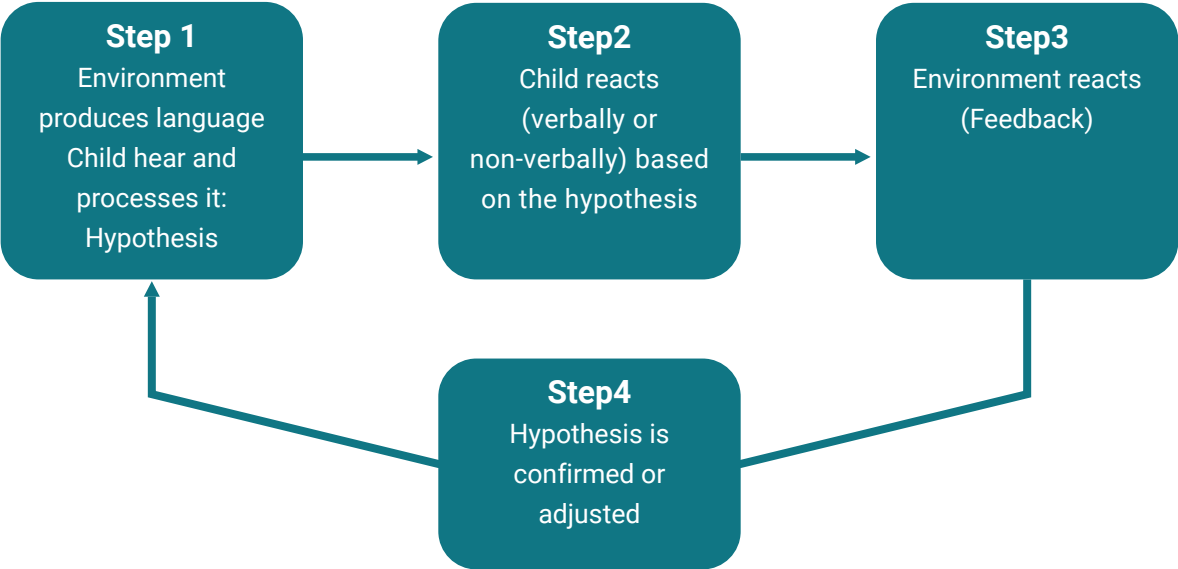 Step 1
Environment
produces language
Child hear and
processes it:
Hypothesis
Step2
Child reacts
(verbally or
non-verbally) based
on the hypothesis
Step3
Environment reacts
(Feedback)
Step4
Hypothesis is
confirmed or
adjusted